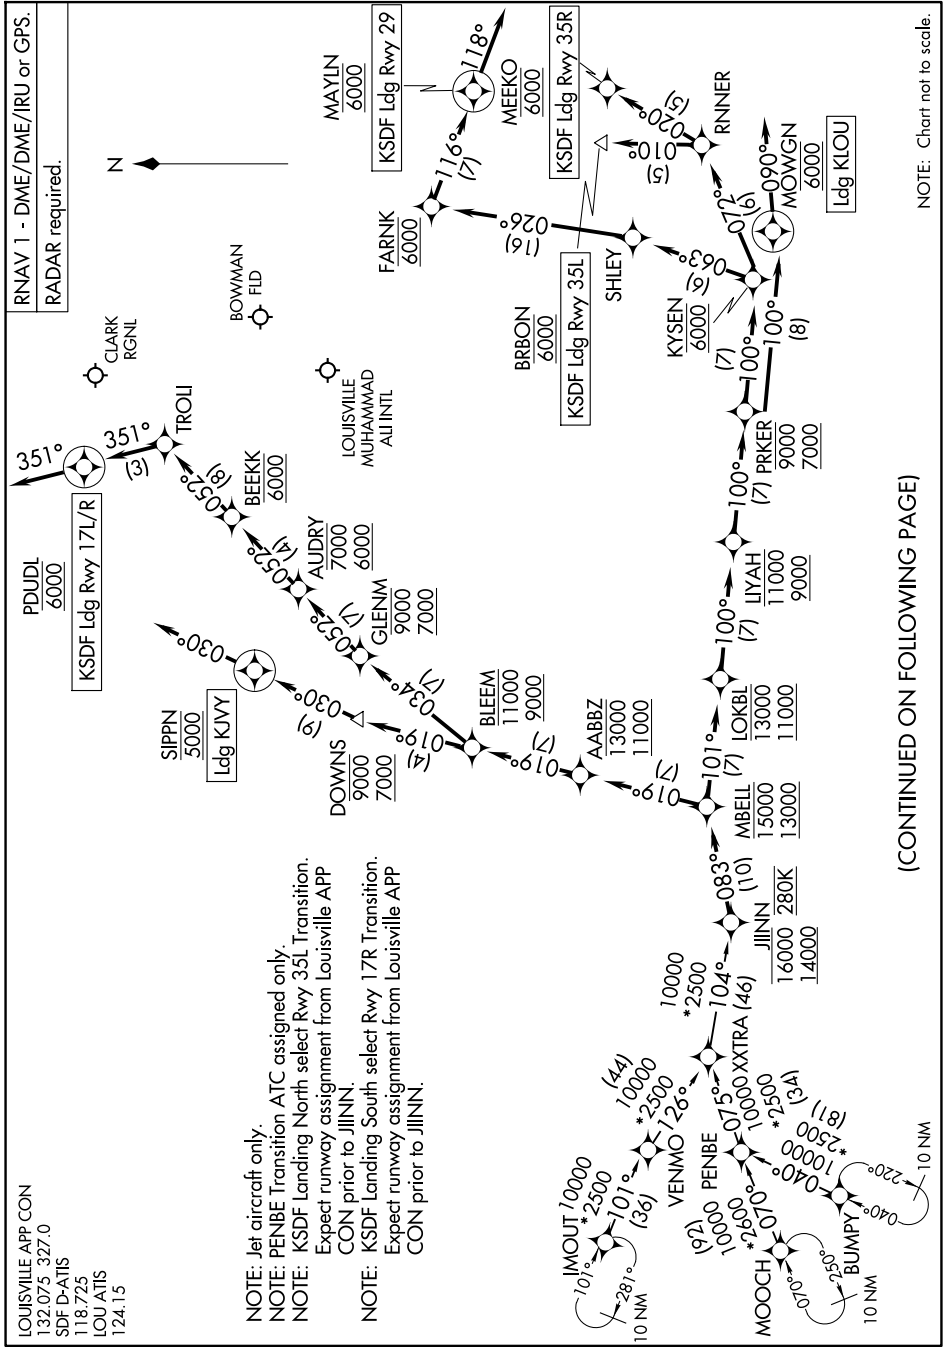 RNAV 1 - DME/DME/IRU or GPS.
RADAR required.
LOUISVILLE APP CON
132.075 327.0
SDF D-ATIS
118.725
LOU ATIS
124.15
N
CLARK
RGNL
BOWMAN
FLD
LOUISVILLE
MUHAMMAD
ALI INTL
351°
PDUDL
6000
KSDF Ldg Rwy 17L/R
351°
(3)
TROLI
052°
(8)
BEEKK
6000
052°
(4)
AUDRY
7000
6000
052°
(7)
GLENM
9000
7000
034°
(7)
030°
SIPPN
5000
Ldg KJVY
030°
(9)
DOWNS
9000
7000
019°
(4)
BLEEM
11000
9000
019°
(7)
AABBZ
13000
11000
019°
(7)
MAYLN
6000
KSDF Ldg Rwy 29
118°
MEEKO
6000
116°
(7)
FARNK
6000
026°
(16)
SHLEY
063°
(6)
KSDF Ldg Rwy 35R
020°
(5)
RNNER
010°
(5)
BRBON
6000
KSDF Ldg Rwy 35L
072°
(9)
KYSEN
6000
090°
MOWGN
6000
Ldg KLOU
100°
(7)
100°
(8)
PRKER
9000
7000
100°
(7)
LIYAH
11000
9000
100°
(7)
LOKBL
13000
11000
101°
(7)
MBELL
15000
13000
083°
(10)
JIINN
16000 280K
14000
10000
*2500
104°
(46)
XXTRA
(44)
10000
*2500
126°
VENMO
075°
10000
*2500
(34)
PENBE
IMOUT
10000
*2500
101°
(36)
101°
281°
10 NM
(92)
10000
*2600
070°
MOOCH
070°
250°
10 NM
(81)
*2500
10000
040°
BUMPY
040°
220°
10 NM
NOTE: Jet aircraft only.
NOTE: PENBE Transition ATC assigned only.
NOTE: KSDF Landing North select Rwy 35L Transition.
Expect runway assignment from Louisville APP
CON prior to JIINN.
NOTE: KSDF Landing South select Rwy 17R Transition.
Expect runway assignment from Louisville APP
CON prior to JIINN.
(CONTINUED ON FOLLOWING PAGE)
NOTE: Chart not to scale.